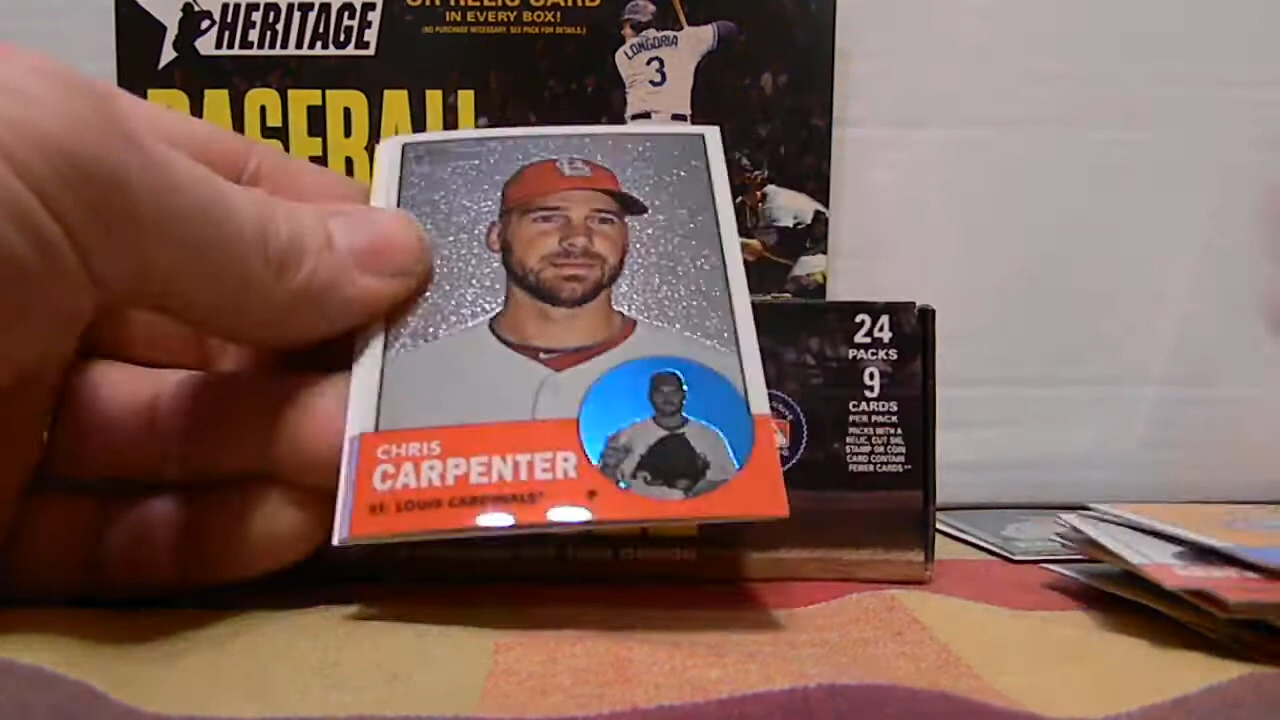 HERITAGE
OR RELIC CARD
IN EVERY BOX!
(NO PURCHASE NECESSARY. SEE PACK FOR DETAILS.)
LONGORIA
3
BASEBALL
CHRIS
CARPENTER
ST. LOUIS CARDINALS® P
24
PACKS
9
CARDS
PER PACK
PACKS WITH A
RELIC, CUT SIG,
STAMP OR COIN
CARD CONTAIN
FEWER CARDS**